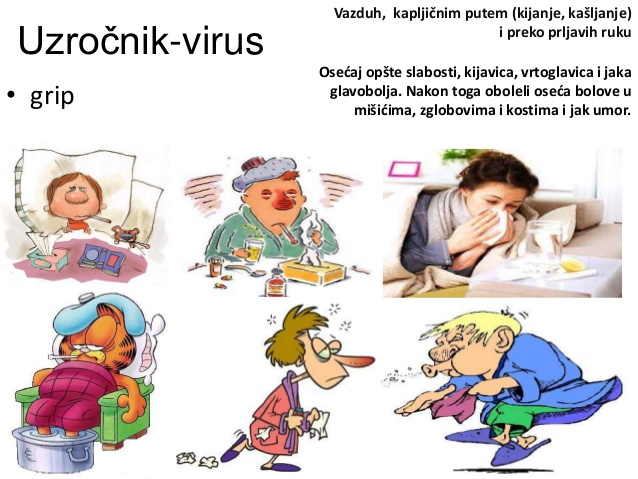 Uzročnik-virus
• grip
Vazduh, kapljičnim putem (kijanje, kašljanje)
i preko prljavih ruku
Osećaj opšte slabosti, kijavica, vrtoglavica i jaka
glavobolja. Nakon toga oboleli oseća bolove u
mišićima, zglobovima i kostima i jak umor.